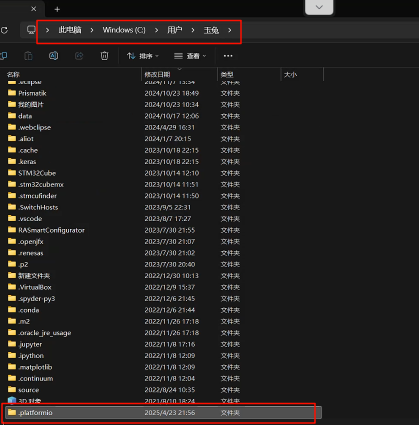 此电脑 > Windows (C:) > 用户 > 玉兔 >
排序 查看 ...
名称 修改日期 类型 大小
.eclipse 2024/11/7 15:54 文件夹
Prismatik 2024/10/23 18:49 文件夹
我的图片 2024/10/23 10:34 文件夹
data 2024/10/17 12:06 文件夹
.webclipse 2024/4/29 16:31 文件夹
.aliot 2024/1/7 20:15 文件夹
.cache 2023/10/18 22:15 文件夹
.keras 2023/10/18 22:15 文件夹
STM32Cube 2023/10/14 12:10 文件夹
.stm32cubemx 2023/10/14 11:51 文件夹
.stmcufinder 2023/10/14 11:50 文件夹
.SwitchHosts 2023/9/5 22:31 文件夹
.vscode 2023/8/7 17:27 文件夹
RASmartConfigurator 2023/7/30 21:55 文件夹
.openjfx 2023/7/30 21:07 文件夹
.renesas 2023/7/30 21:02 文件夹
.p2 2023/7/30 20:40 文件夹
新建文件夹 2022/12/30 10:13 文件夹
.VirtualBox 2022/12/9 15:37 文件夹
.spyder-py3 2022/12/6 21:45 文件夹
.conda 2022/12/6 21:44 文件夹
.m2 2022/11/26 17:18 文件夹
.oracle_jre_usage 2022/11/26 17:18 文件夹
.jupyter 2022/11/8 17:16 文件夹
.ipython 2022/11/8 12:09 文件夹
.matplotlib 2022/11/8 12:09 文件夹
.continuum 2022/11/8 12:04 文件夹
source 2022/8/24 10:35 文件夹
3D 对象 2021/8/10 18:24 文件夹
.platformio 2025/4/23 21:56 文件夹